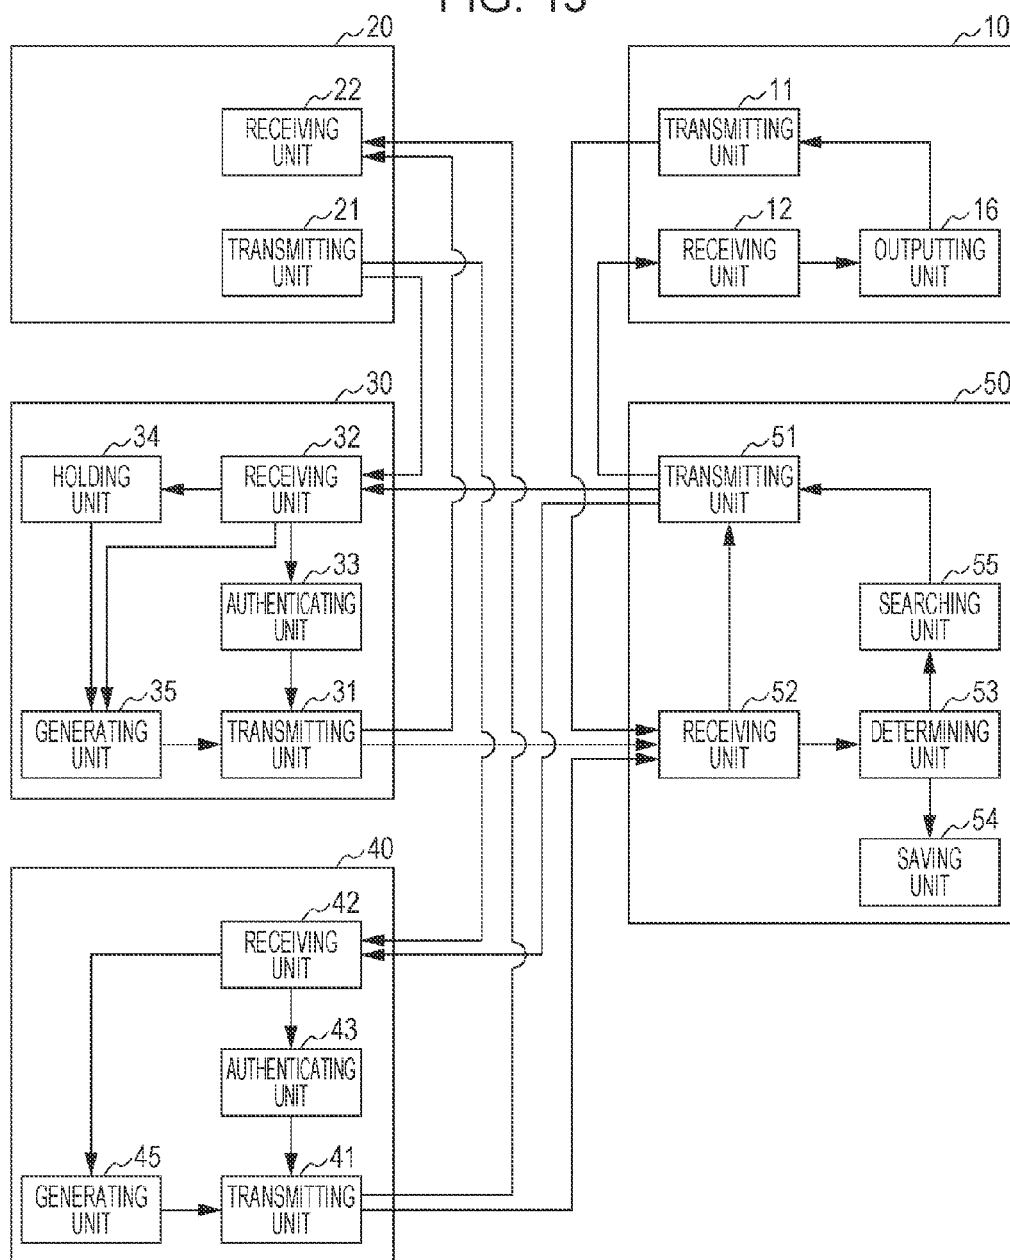 20
10
22
RECEIVING
UNIT
11
TRANSMITTING
UNIT
21
TRANSMITTING
UNIT
12
RECEIVING
UNIT
16
OUTPUTTING
UNIT
30
50
34
HOLDING
UNIT
32
RECEIVING
UNIT
51
TRANSMITTING
UNIT
33
AUTHENTICATING
UNIT
55
SEARCHING
UNIT
35
GENERATING
UNIT
31
TRANSMITTING
UNIT
52
RECEIVING
UNIT
53
DETERMINING
UNIT
54
SAVING
UNIT
40
42
RECEIVING
UNIT
43
AUTHENTICATING
UNIT
45
GENERATING
UNIT
41
TRANSMITTING
UNIT